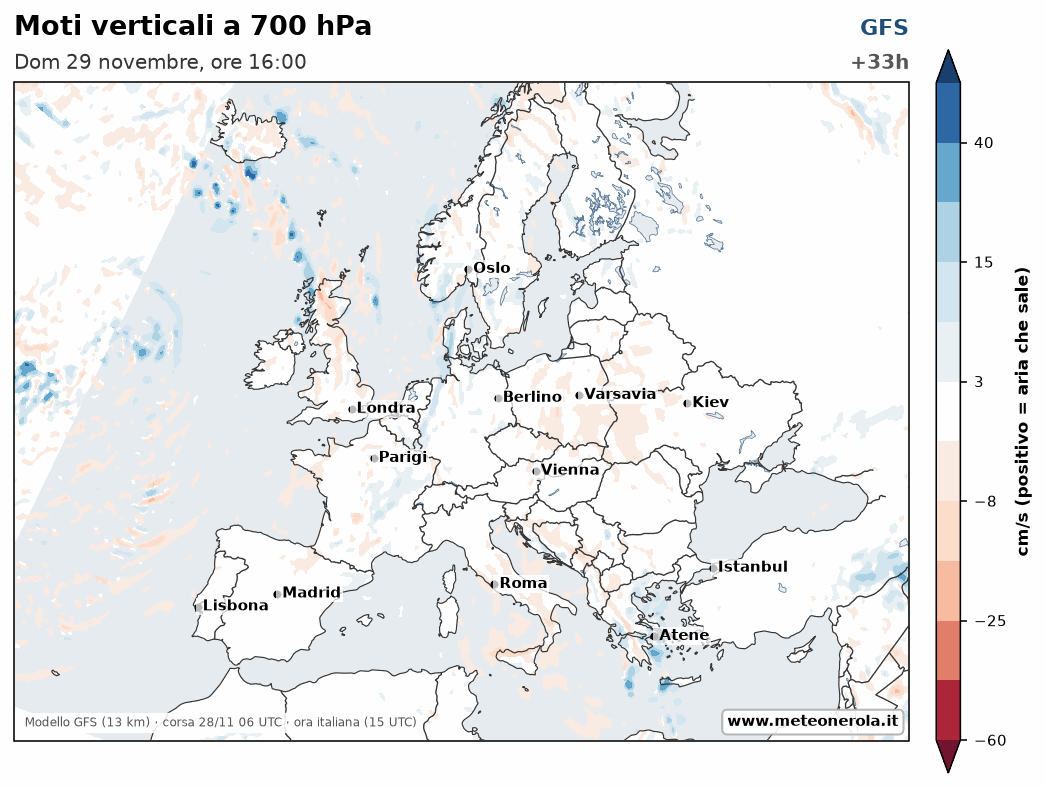 Moti verticali a 700 hPa
GFS
Dom 29 novembre, ore 16:00
+33h
Oslo
Berlino
Varsavia
Kiev
Londra
Parigi
Vienna
Istanbul
Roma
Madrid
Lisbona
Atene
Modello GFS (13 km) · corsa 28/11 06 UTC · ora italiana (15 UTC)
www.meteonerola.it
40
15
3
−8
−25
−60
cm/s (positivo = aria che sale)